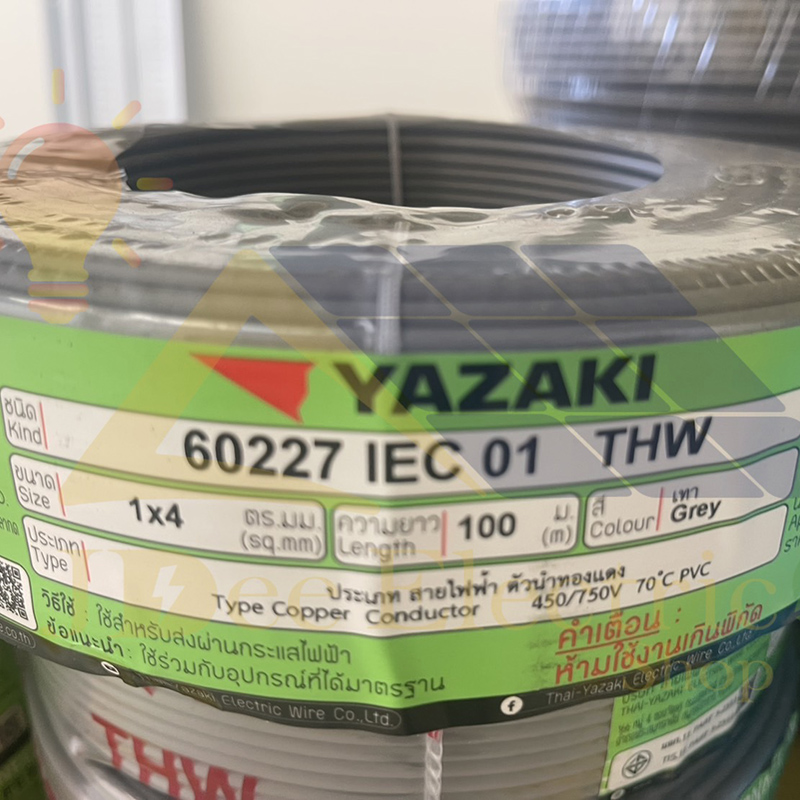 YAZAKI
ชนิด
Kind
60227 IEC 01 THW
ขนาด
Size
1x4
ตร.มม.
(sq.mm)
ความยาว
Length
100
ม.
(m)
สี
Colour
เทา
Grey
ประเภท
Type
ประเภท สายไฟฟ้า ตัวนำทองแดง
Type Copper Conductor 450/750V 70°C PVC
วิธีใช้ : ใช้สำหรับส่งผ่านกระแสไฟฟ้า
ข้อแนะนำ : ใช้ร่วมกับอุปกรณ์ที่ได้มาตรฐาน
คำเตือน :
ห้ามใช้งานเกินพิกัด
Yazaki Electric Wire Co.,Ltd.
Thai-Yazaki Electric Wire Co.,Ltd.
IDee Electric
Shop
THAI-YAZAKI
THW